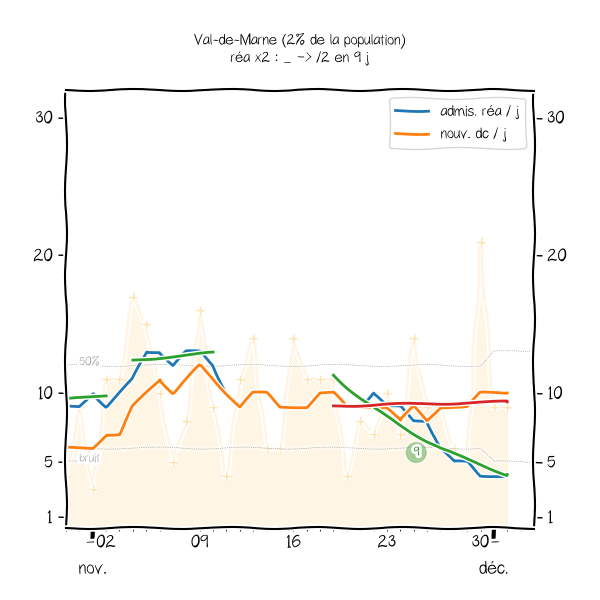 Val-de-Marne (2% de la population)
réa x2 : _ -> /2 en 9 j
admis. réa / j
nouv. dc / j
30
30
20
20
50%
10
10
9
bruit
5
5
1
1
02
09
16
23
30
nov.
déc.